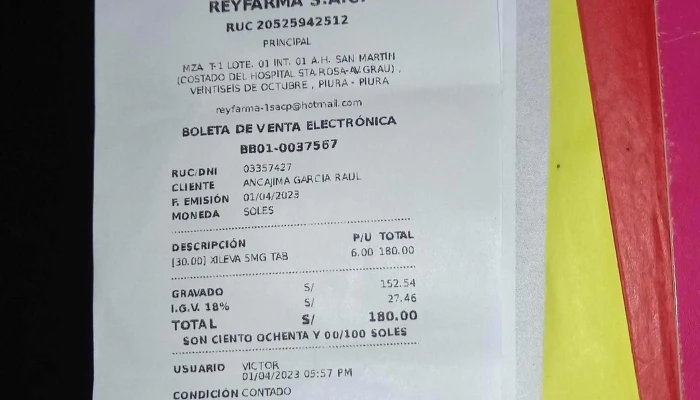 REYFARMA S.A.C.
RUC 20525942512
PRINCIPAL
MZA T-1 LOTE. 01 INT. 01 A.H. SAN MARTIN
(COSTADO DEL HOSPITAL STA.ROSA-AV.GRAU) ,
VEINTISEIS DE OCTUBRE , PIURA - PIURA
reyfarma-1sacp@hotmail.com
BOLETA DE VENTA ELECTRÓNICA
BB01-0037567
RUC/DNI 03357427
CLIENTE ANCAJIMA GARCIA RAUL
F. EMISIÓN 01/04/2023
MONEDA SOLES
DESCRIPCIÓN P/U TOTAL
[30.00] XILEVA 5MG TAB 6.00 180.00
GRAVADO S/ 152.54
I.G.V. 18% S/ 27.46
TOTAL S/ 180.00
SON CIENTO OCHENTA Y 00/100 SOLES
USUARIO VICTOR
01/04/2023 05:57 PM
CONDICIÓN CONTADO